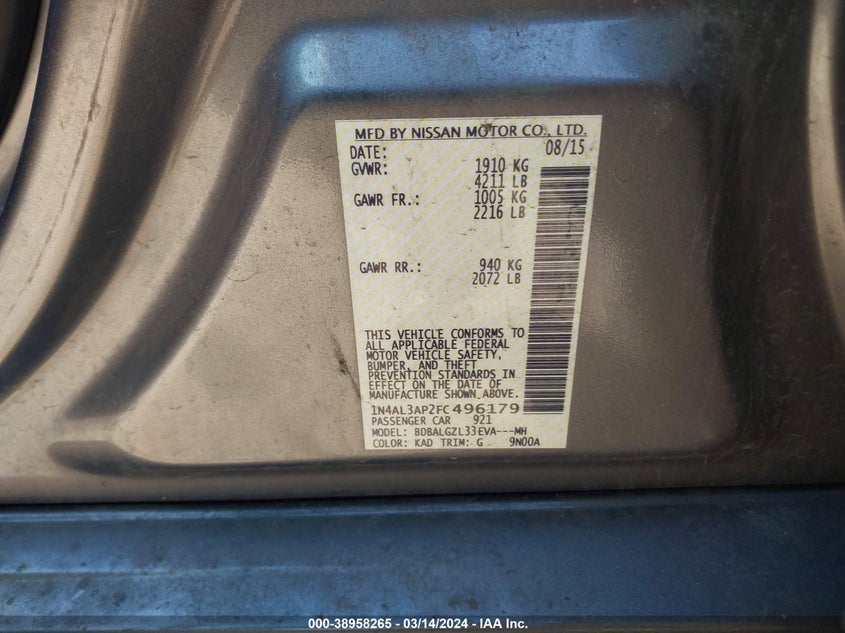 MFD BY NISSAN MOTOR CO., LTD.
DATE: 08/15
GVWR: 1910 KG
4211 LB
GAWR FR.: 1005 KG
2216 LB
GAWR RR.: 940 KG
2072 LB
THIS VEHICLE CONFORMS TO
ALL APPLICABLE FEDERAL
MOTOR VEHICLE SAFETY,
BUMPER, AND THEFT
PREVENTION STANDARDS IN
EFFECT ON THE DATE OF
MANUFACTURE SHOWN ABOVE.
1N4AL3AP2FC496179
PASSENGER CAR 921
MODEL: BDBALGZL33EVA---MH
COLOR: KAD TRIM: G 9N00A
000-38958265 - 03/14/2024 - IAA Inc.